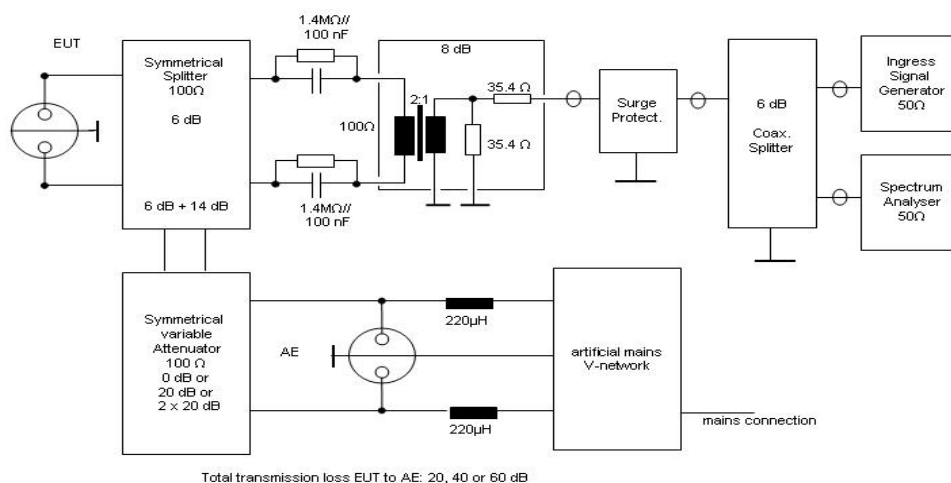 EUT
Symmetrical
Splitter
100Ω
6 dB
6 dB + 14 dB
1.4MΩ//
100 nF
1.4MΩ//
100 nF
8 dB
2:1
100Ω
35.4 Ω
35.4 Ω
Surge
Protect.
6 dB
Coax.
Splitter
Ingress
Signal
Generator
50Ω
Spectrum
Analyser
50Ω
Symmetrical
variable
Attenuator
100 Ω
0 dB or
20 dB or
2 x 20 dB
AE
220µH
220µH
artificial mains
V-network
mains connection
Total transmission loss EUT to AE: 20, 40 or 60 dB